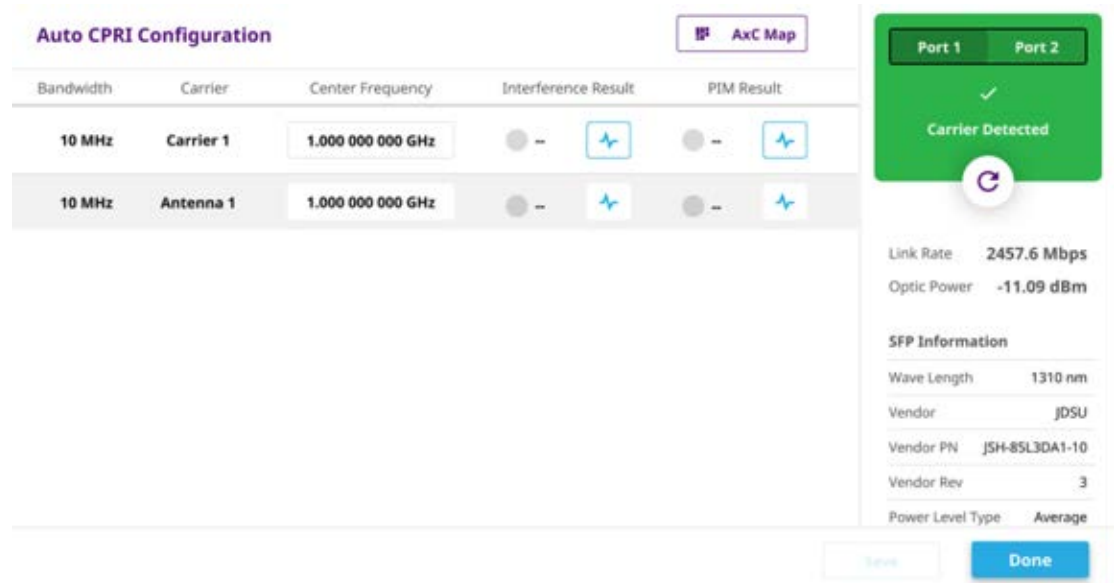 Auto CPRI Configuration
AxC Map
Bandwidth Carrier Center Frequency Interference Result PIM Result
10 MHz Carrier 1 1.000 000 000 GHz -- --
10 MHz Antenna 1 1.000 000 000 GHz -- --
Port 1 Port 2
Carrier Detected
Link Rate 2457.6 Mbps
Optic Power -11.09 dBm
SFP Information
Wave Length 1310 nm
Vendor JDSU
Vendor PN JSH-85L3DA1-10
Vendor Rev 3
Power Level Type Average
Save Done